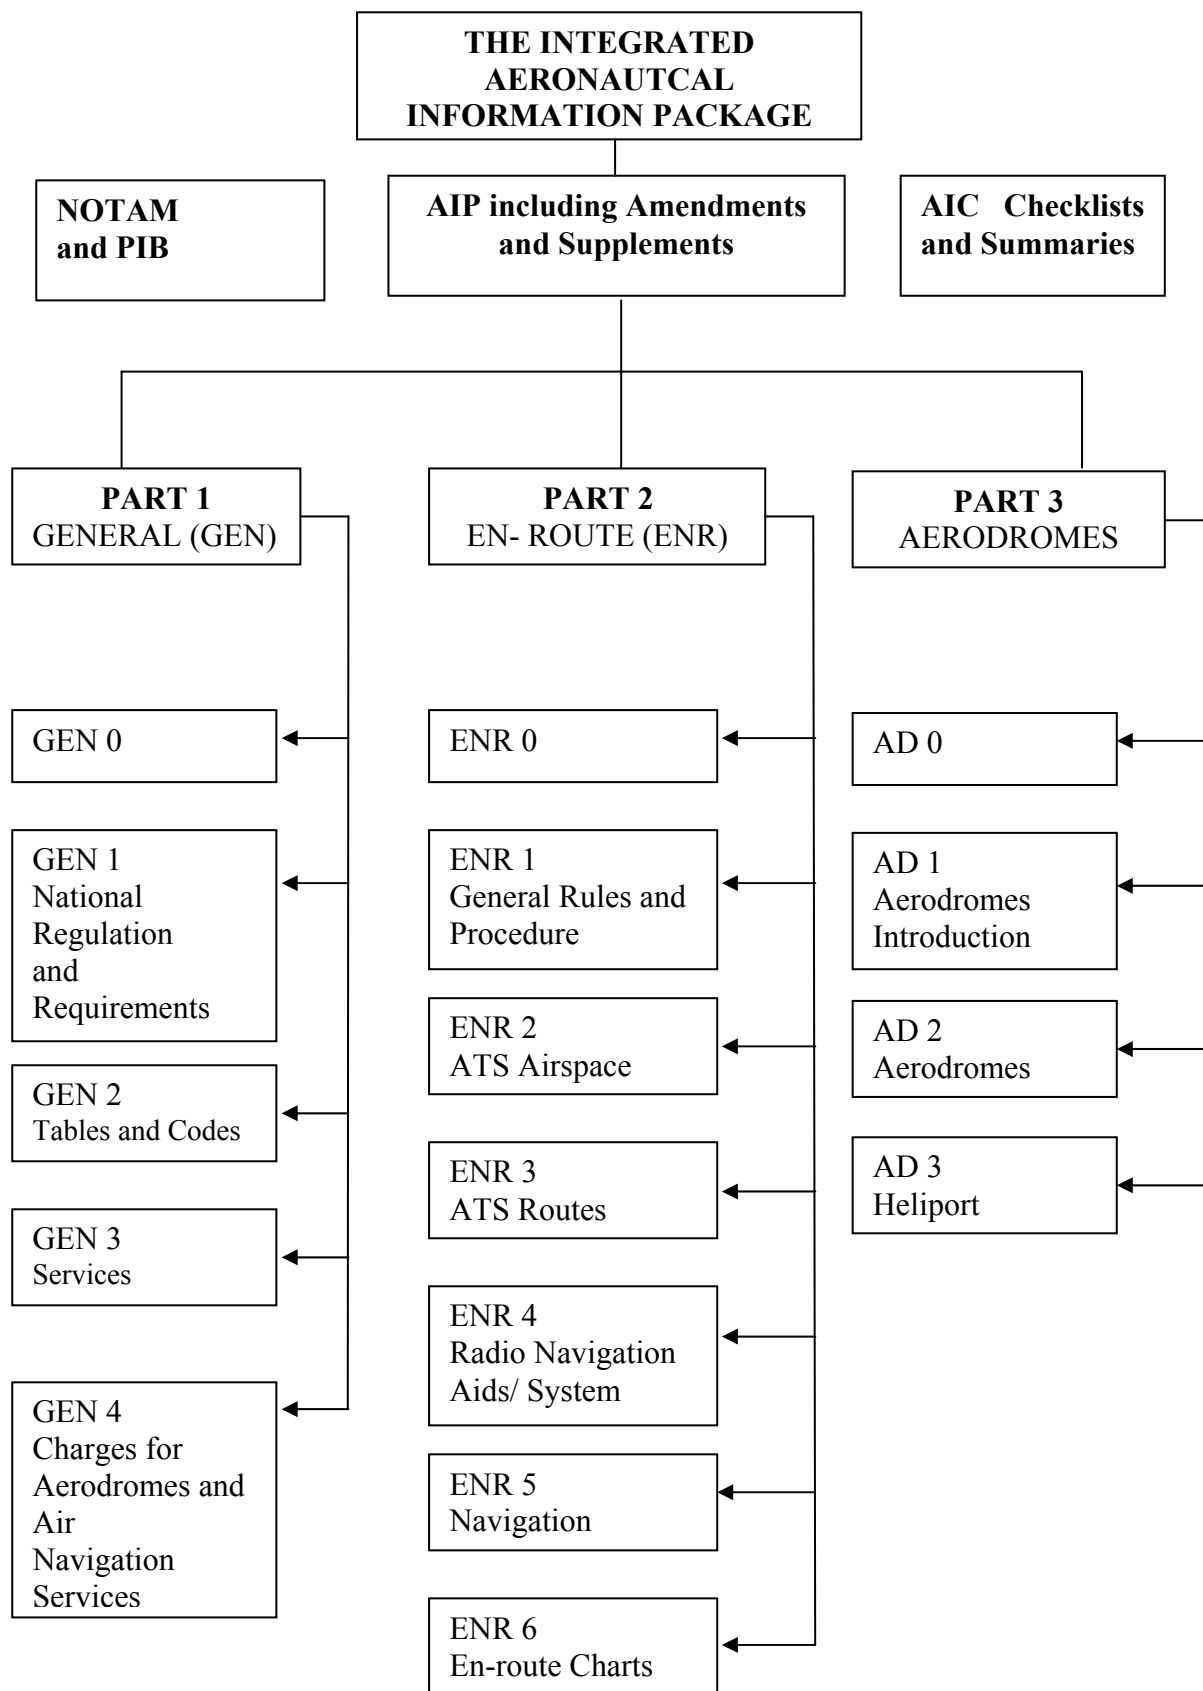 THE INTEGRATED
AERONAUTCAL
INFORMATION PACKAGE
NOTAM
and PIB
AIP including Amendments
and Supplements
AIC Checklists
and Summaries
PART 1
GENERAL (GEN)
PART 2
EN- ROUTE (ENR)
PART 3
AERODROMES
GEN 0
GEN 1
National
Regulation
and
Requirements
GEN 2
Tables and Codes
GEN 3
Services
GEN 4
Charges for
Aerodromes and
Air
Navigation
Services
ENR 0
ENR 1
General Rules and
Procedure
ENR 2
ATS Airspace
ENR 3
ATS Routes
ENR 4
Radio Navigation
Aids/ System
ENR 5
Navigation
ENR 6
En-route Charts
AD 0
AD 1
Aerodromes
Introduction
AD 2
Aerodromes
AD 3
Heliport